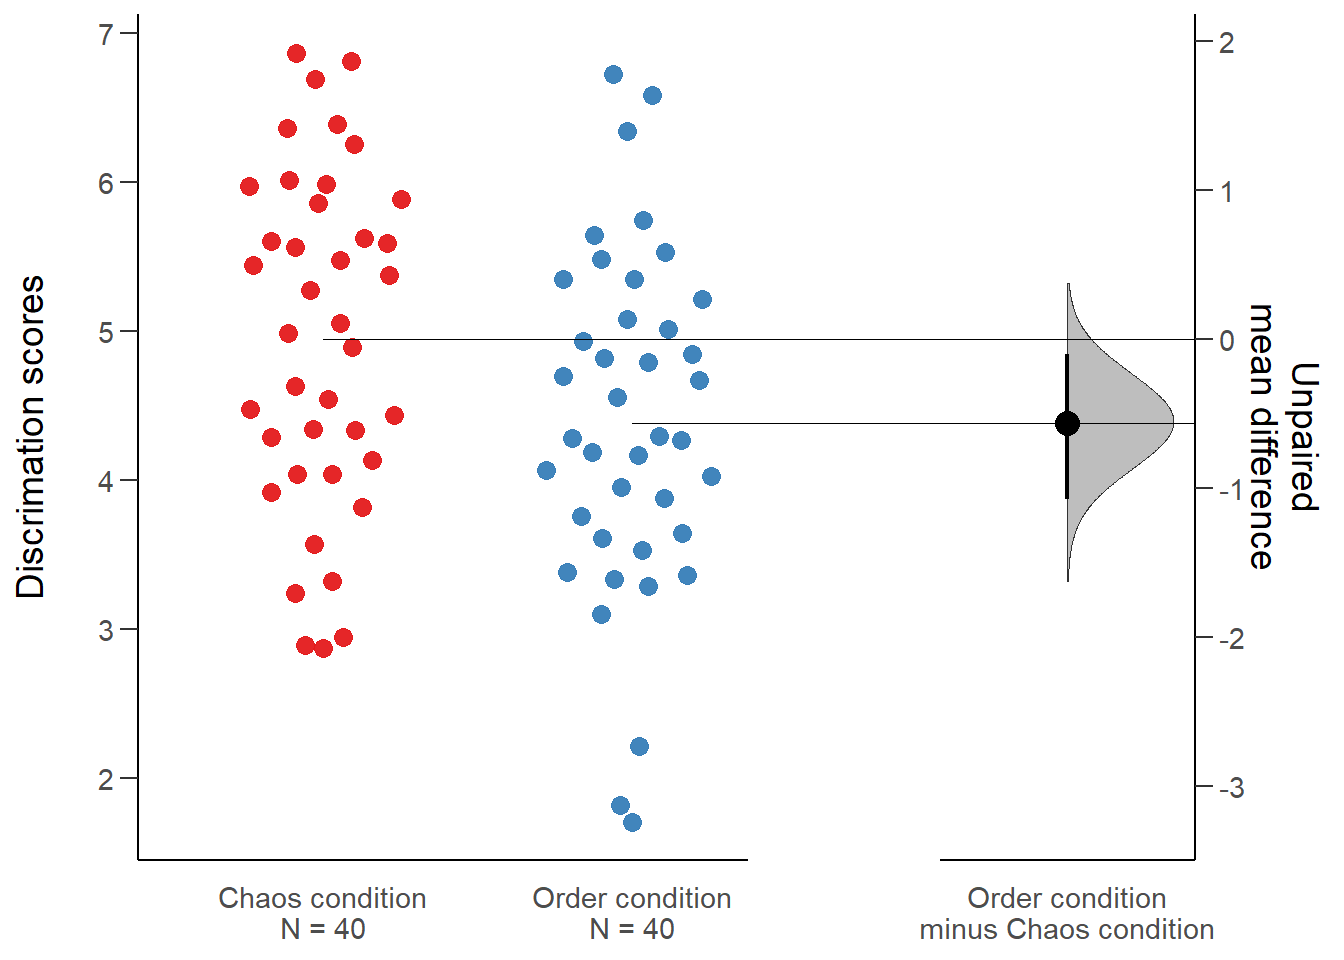 Discrimation scores
7
6
5
4
3
2
Chaos condition
N = 40
Order condition
N = 40
Order condition
minus Chaos condition
2
1
0
-1
-2
-3
Unpaired
mean difference